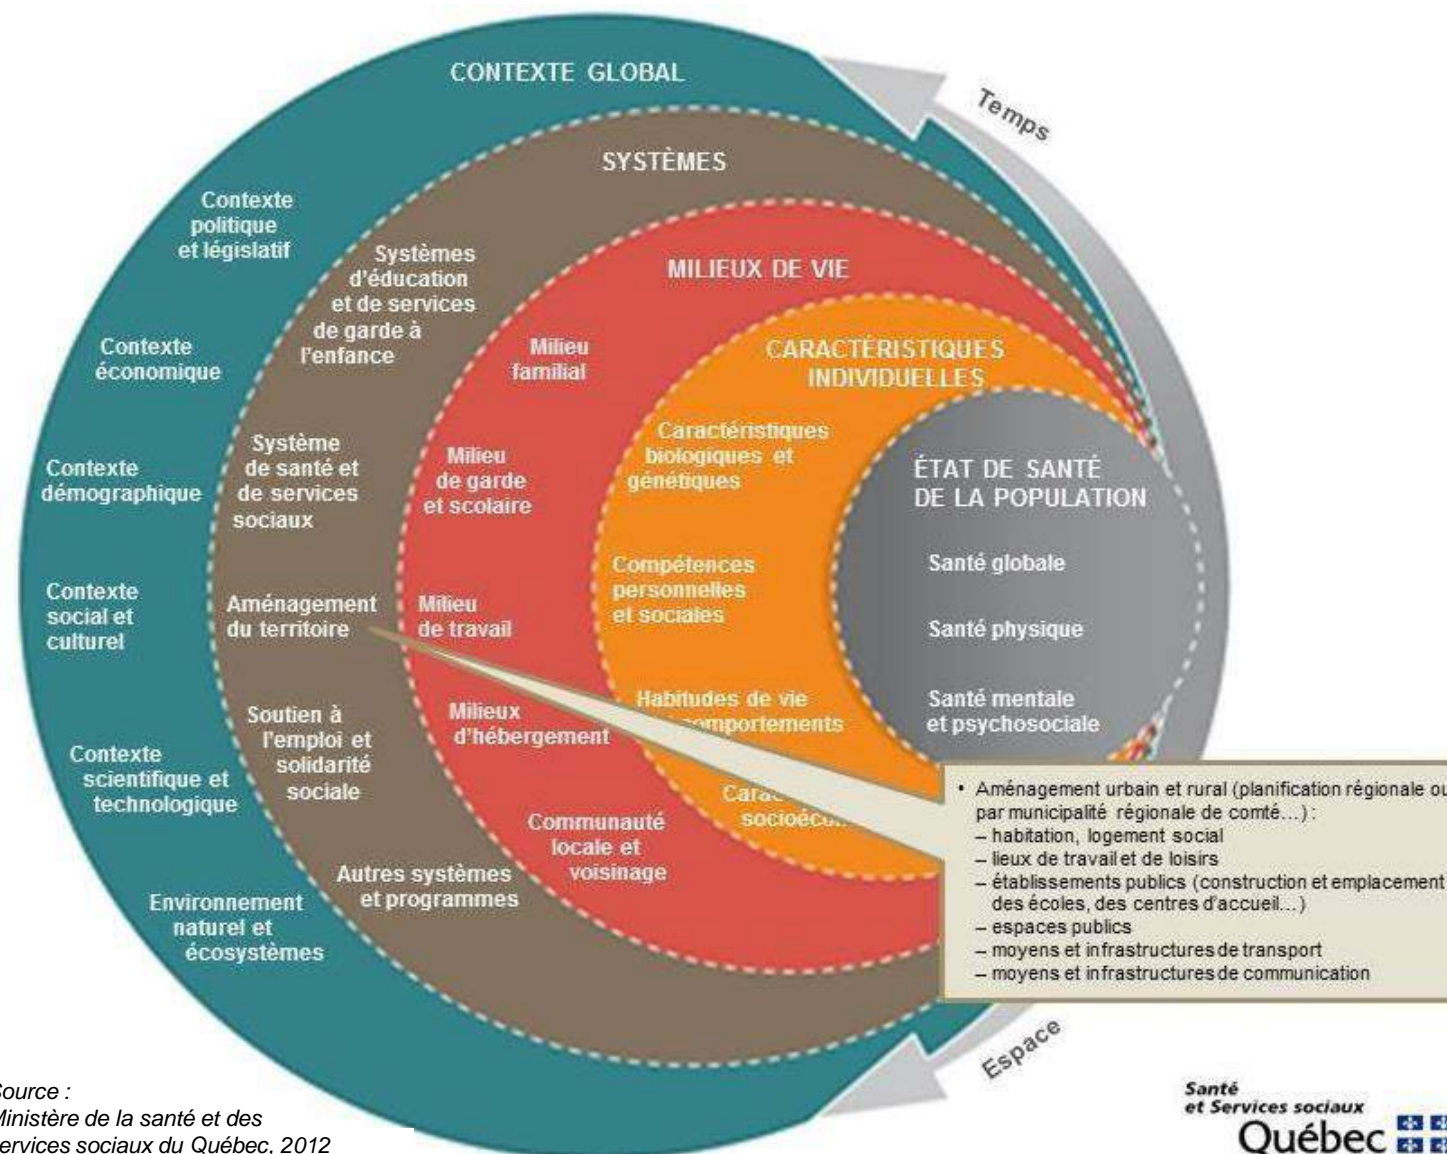 CONTEXTE GLOBAL
Temps
SYSTÈMES
MILIEUX DE VIE
CARACTÉRISTIQUES
INDIVIDUELLES
ÉTAT DE SANTÉ
DE LA POPULATION
Contexte
politique
et législatif
Contexte
économique
Contexte
démographique
Contexte
social et
culturel
Contexte
scientifique et
technologique
Environnement
naturel et
écosystèmes
Systèmes
d'éducation
et de services
de garde à
l'enfance
Système
de santé et
de services
sociaux
Aménagement
du territoire
Soutien à
l'emploi et
solidarité
sociale
Autres systèmes
et programmes
Milieu
familial
Milieu
de garde
et scolaire
Milieu
de travail
Milieux
d'hébergement
Communauté
locale et
voisinage
Caractéristiques
biologiques et
génétiques
Compétences
personnelles
et sociales
Habitudes de vie
comportements
Santé globale
Santé physique
Santé mentale
et psychosociale
• Aménagement urbain et rural (planification régionale ou
par municipalité régionale de comté…) :
– habitation, logement social
– lieux de travail et de loisirs
– établissements publics (construction et emplacement
des écoles, des centres d'accueil…)
– espaces publics
– moyens et infrastructures de transport
– moyens et infrastructures de communication
Espace
Source :
Ministère de la santé et des
services sociaux du Québec, 2012
Santé
et Services sociaux
Québec